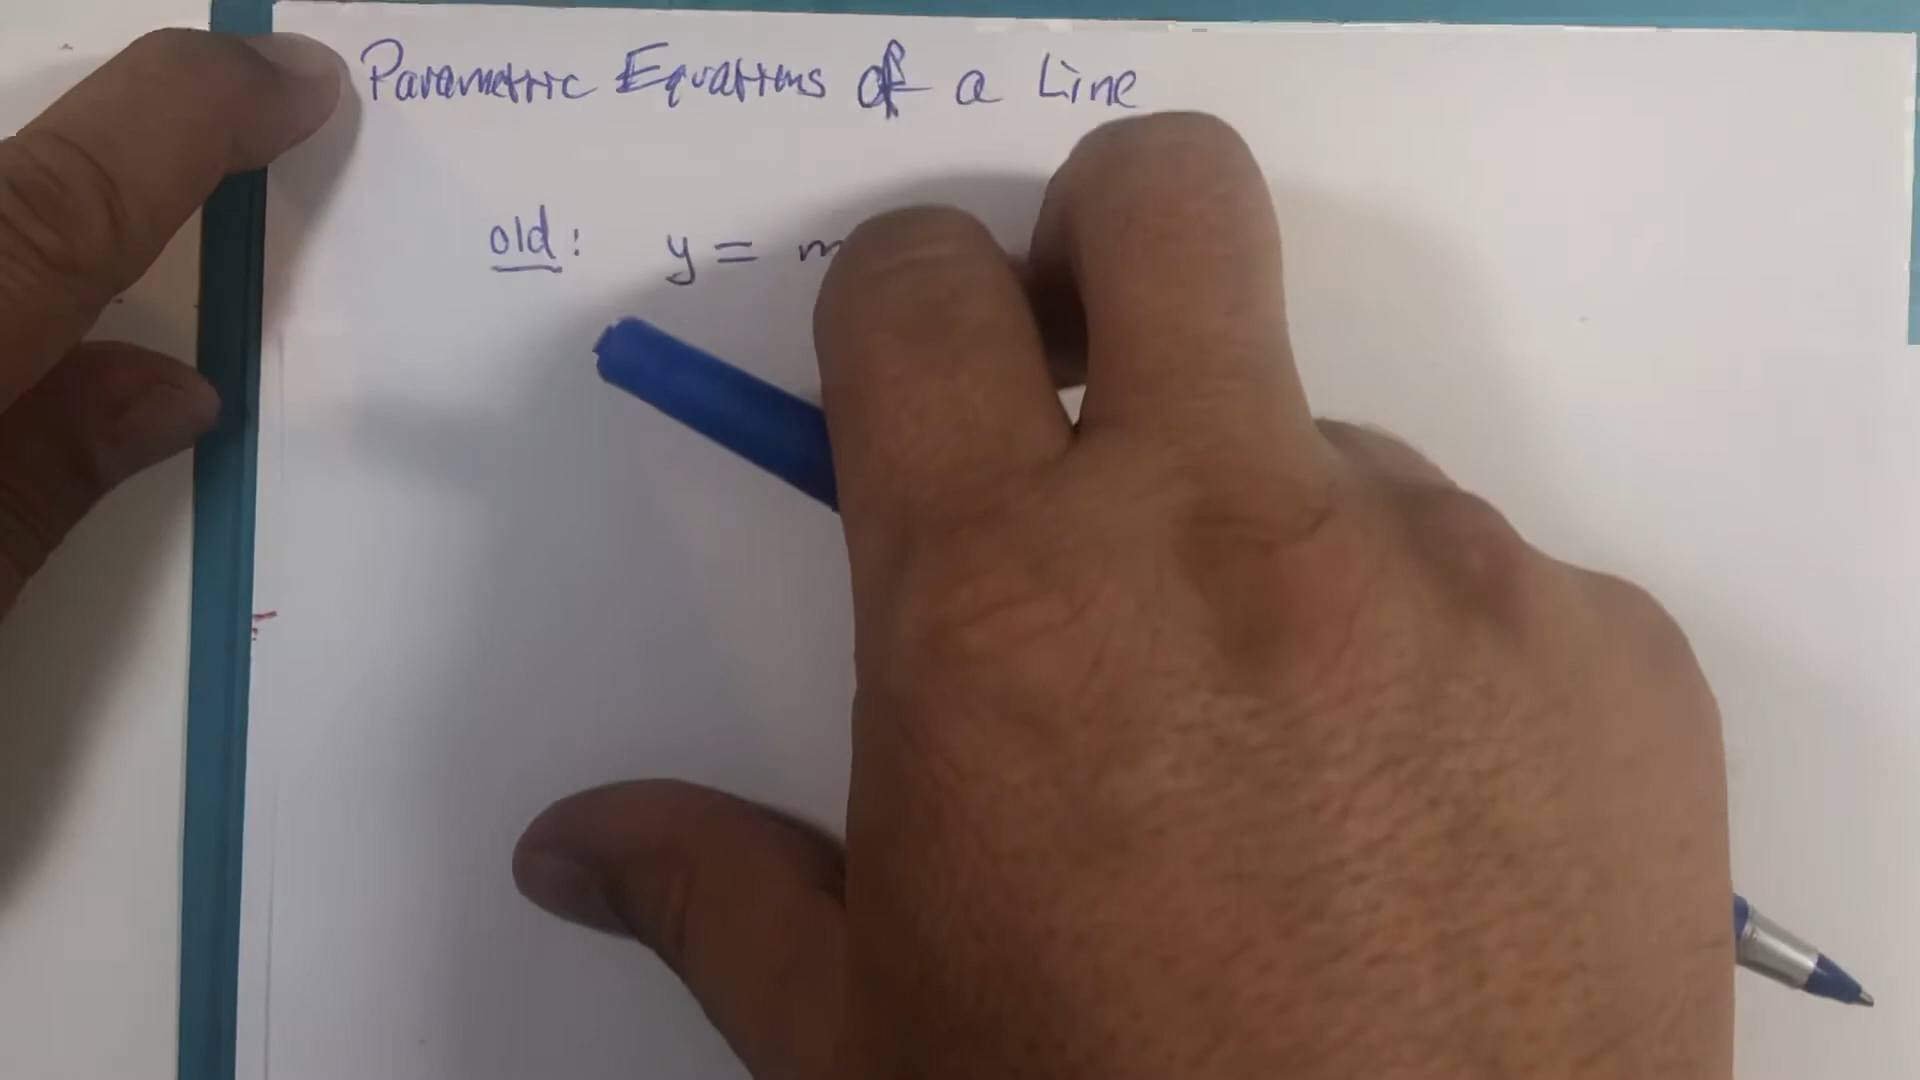 Parametric Equations of a Line
old: y = m